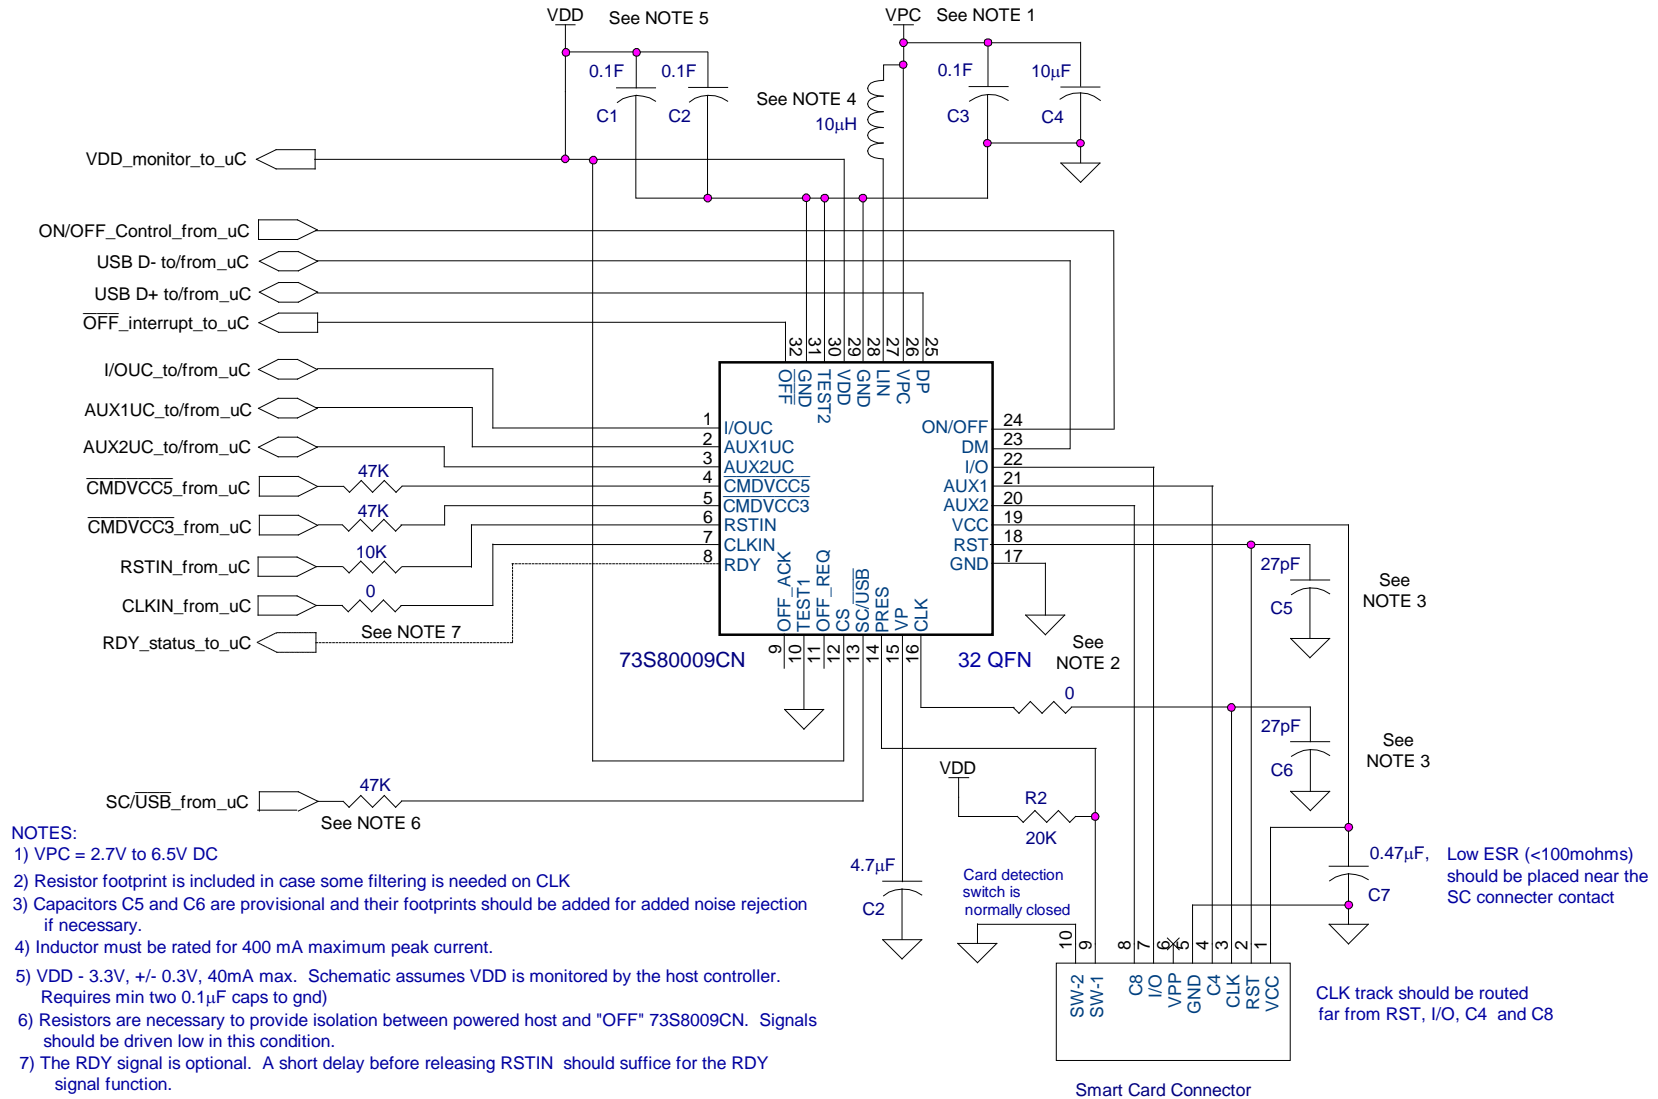 VDD
See NOTE 5
VPC
See NOTE 1
0.1F
0.1F
C1
C2
See NOTE 4
10μH
0.1F
10μF
C3
C4
VDD_monitor_to_uC
ON/OFF_Control_from_uC
USB D- to/from_uC
USB D+ to/from_uC
OFF_interrupt_to_uC
I/OUC_to/from_uC
AUX1UC_to/from_uC
AUX2UC_to/from_uC
CMDVCC5_from_uC
47K
CMDVCC3_from_uC
47K
RSTIN_from_uC
10K
CLKIN_from_uC
0
RDY_status_to_uC
See NOTE 7
32
31
30
29
28
27
26
25
OFF
GND
TEST2
VDD
GND
LIN
VPC
DP
1
I/OUC
2
AUX1UC
3
AUX2UC
4
CMDVCC5
5
CMDVCC3
6
RSTIN
7
CLKIN
8
RDY
ON/OFF
24
DM
23
I/O
22
AUX1
21
AUX2
20
VCC
19
RST
18
GND
17
OFF_ACK
TEST1
OFF_REQ
CS
SC/USB
PRES
VP
CLK
9
10
11
12
13
14
15
16
73S80009CN
32 QFN
27pF
C5
See
NOTE 3
See
NOTE 2
0
27pF
C6
See
NOTE 3
VDD
R2
20K
SC/USB_from_uC
47K
See NOTE 6
4.7μF
C2
Card detection
switch is
normally closed
0.47μF,
C7
Low ESR (<100mohms)
should be placed near the
SC connecter contact
10
9
8
7
6
5
4
3
2
1
SW-2
SW-1
C8
I/O
VPP
GND
C4
CLK
RST
VCC
CLK track should be routed
far from RST, I/O, C4 and C8
Smart Card Connector
NOTES:
1) VPC = 2.7V to 6.5V DC
2) Resistor footprint is included in case some filtering is needed on CLK
3) Capacitors C5 and C6 are provisional and their footprints should be added for added noise rejection
if necessary.
4) Inductor must be rated for 400 mA maximum peak current.
5) VDD - 3.3V, +/- 0.3V, 40mA max. Schematic assumes VDD is monitored by the host controller.
Requires min two 0.1μF caps to gnd)
6) Resistors are necessary to provide isolation between powered host and "OFF" 73S8009CN. Signals
should be driven low in this condition.
7) The RDY signal is optional. A short delay before releasing RSTIN should suffice for the RDY
signal function.